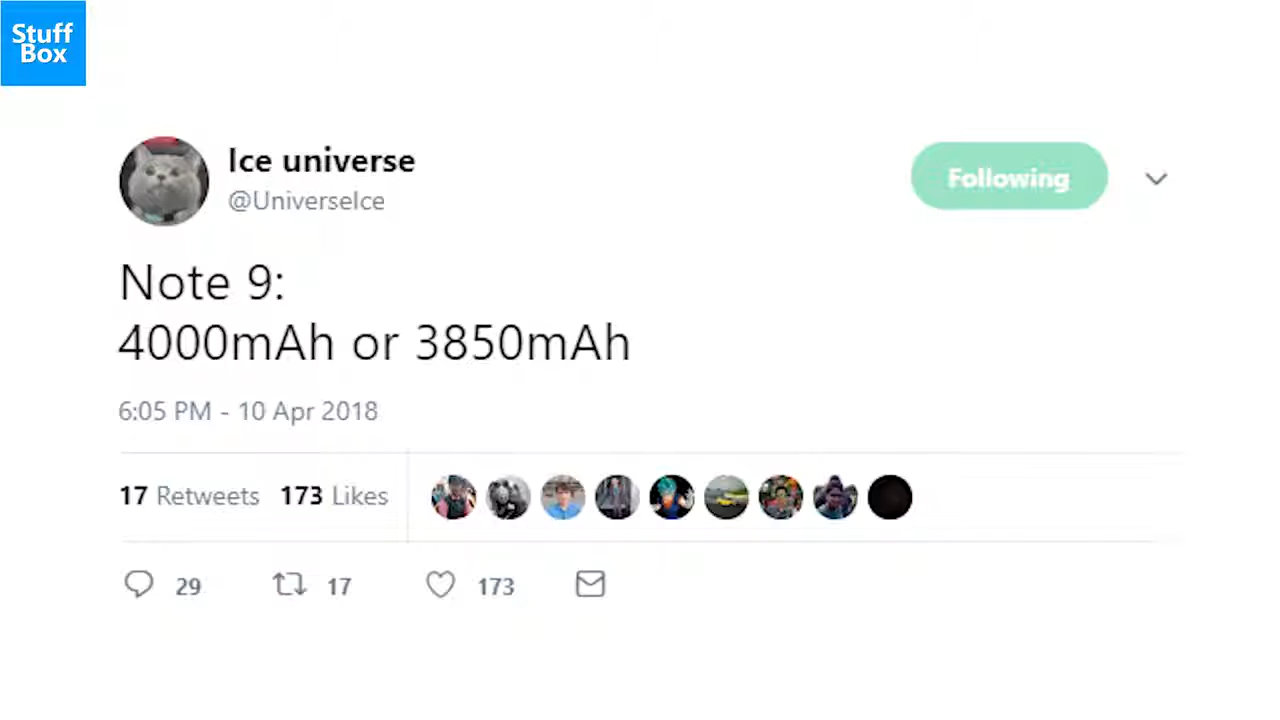 Stuff
Box
Ice universe
@UniverseIce
Following
Note 9:
4000mAh or 3850mAh
6:05 PM - 10 Apr 2018
17 Retweets 173 Likes
29 17 173